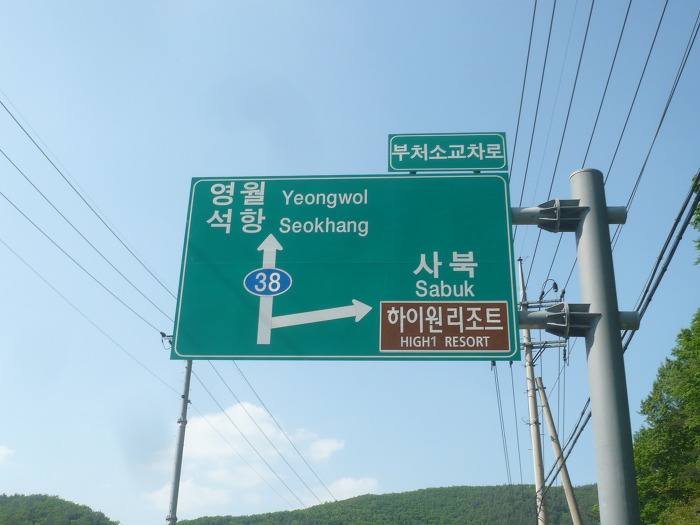 부처소교차로
영월 Yeongwol
석항 Seokhang
38
사북
Sabuk
하이원리조트
HIGH1 RESORT